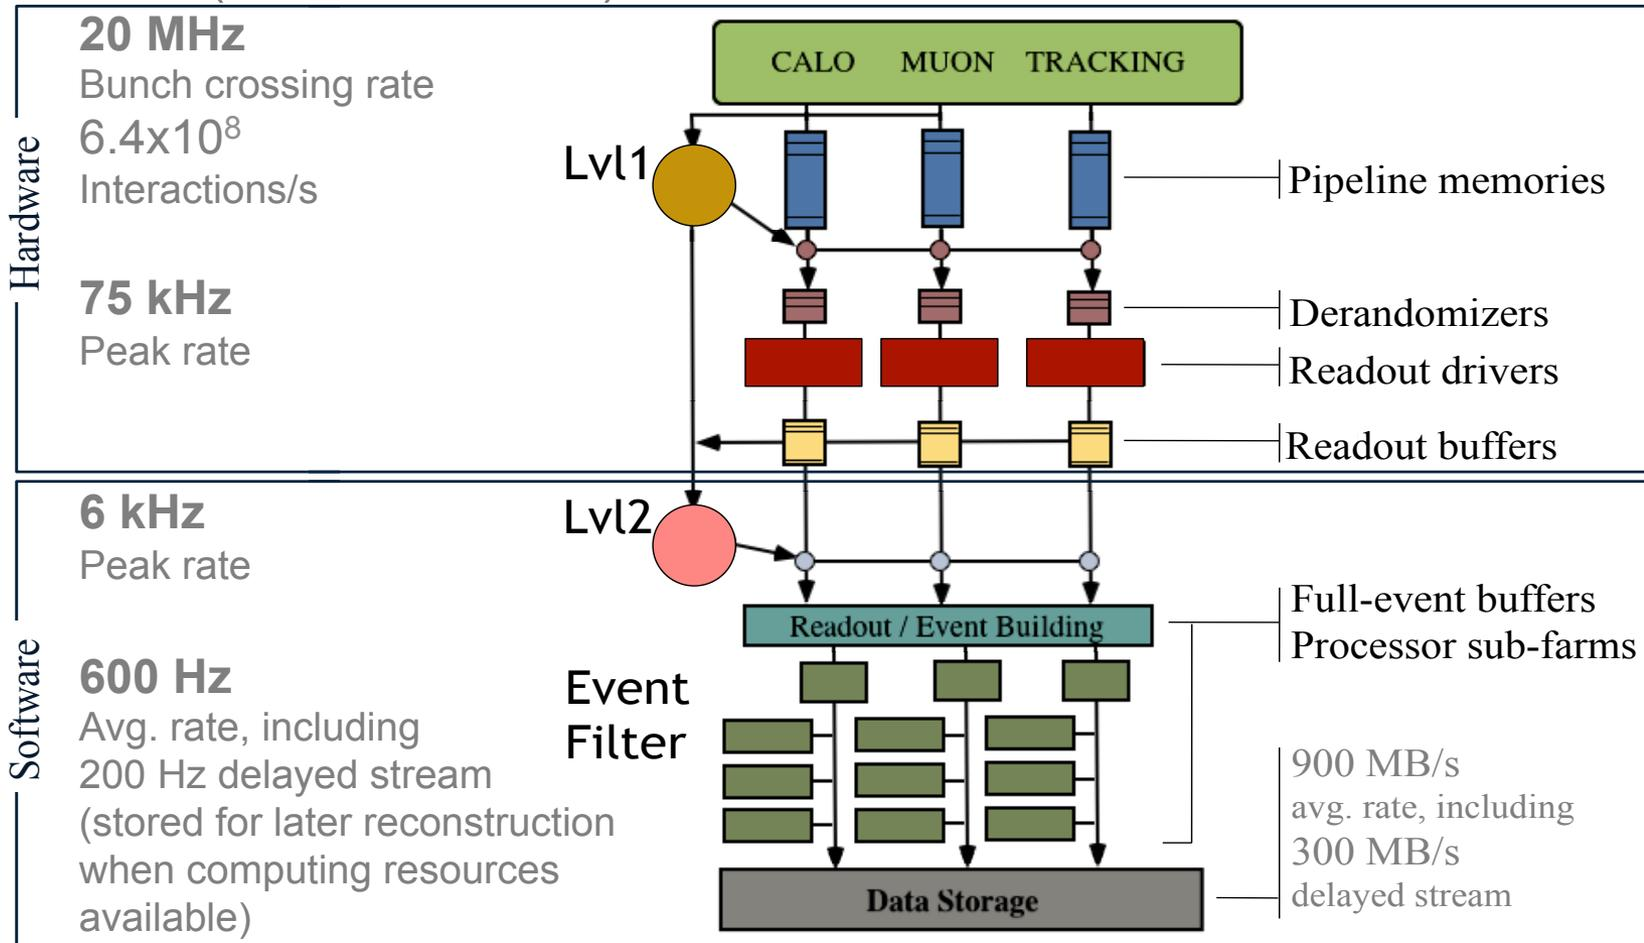 20 MHz
Bunch crossing rate
6.4x10⁸
Interactions/s
75 kHz
Peak rate
Hardware
CALO MUON TRACKING
Lvl1
Pipeline memories
Derandomizers
Readout drivers
Readout buffers
6 kHz
Peak rate
600 Hz
Avg. rate, including
200 Hz delayed stream
(stored for later reconstruction
when computing resources
available)
Software
Lvl2
Readout / Event Building
Event
Filter
Full-event buffers
Processor sub-farms
900 MB/s
avg. rate, including
300 MB/s
delayed stream
Data Storage